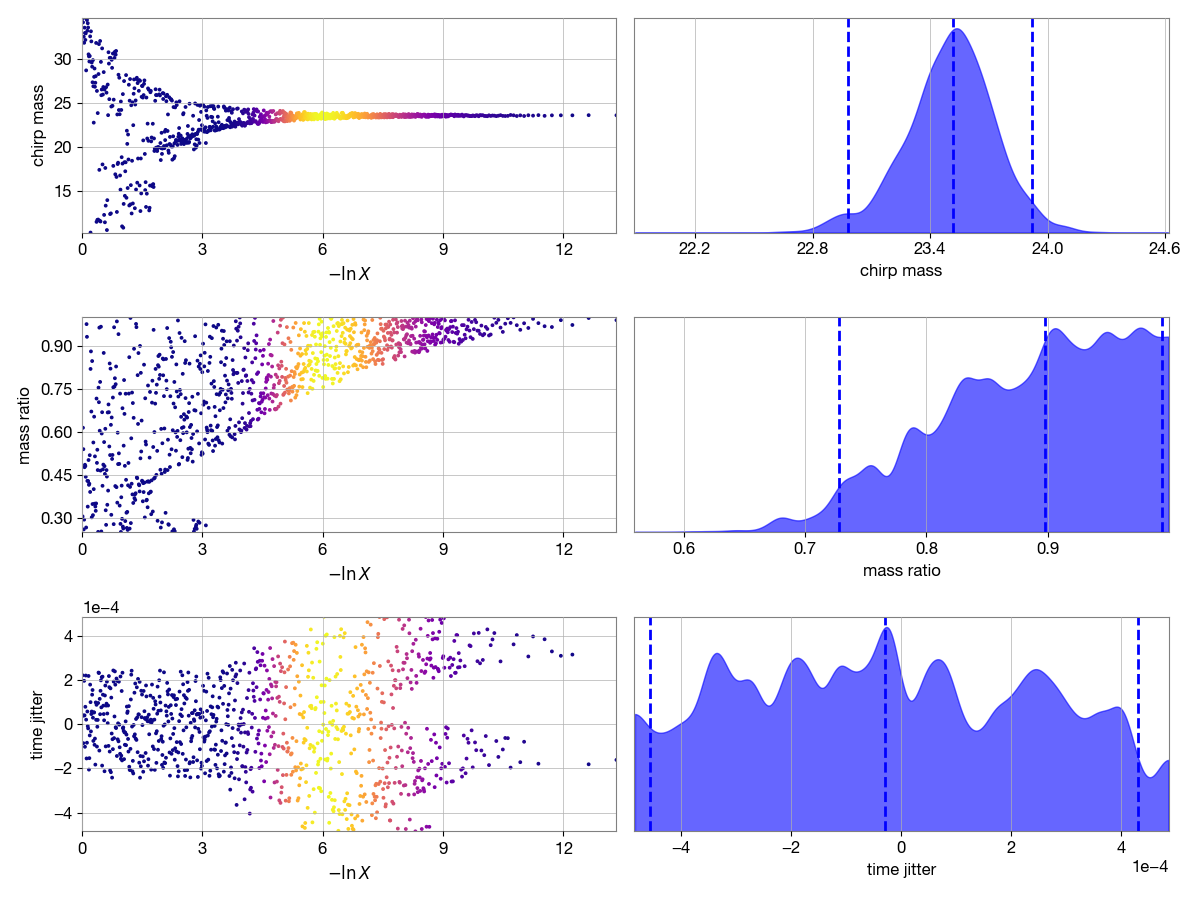 30
25
20
15
chirp mass
0 3 6 9 12
−ln X
22.2 22.8 23.4 24.0 24.6
chirp mass
0.90
0.75
0.60
0.45
0.30
mass ratio
0 3 6 9 12
−ln X
0.6 0.7 0.8 0.9
mass ratio
1e−4
4
2
0
−2
−4
time jitter
0 3 6 9 12
−ln X
−4 −2 0 2 4
1e−4
time jitter